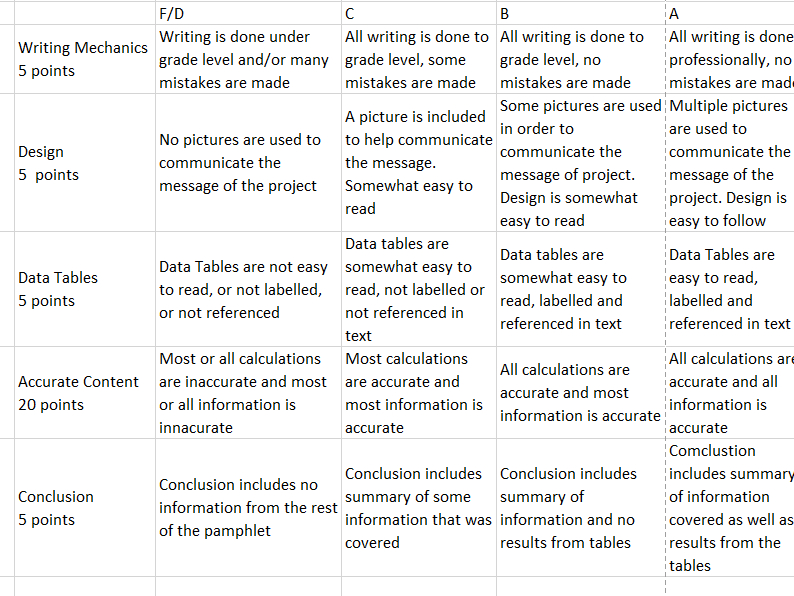 F/D
C
B
A
Writing Mechanics
5 points
Writing is done under
grade level and/or many
mistakes are made
All writing is done to
grade level, some
mistakes are made
All writing is done to
grade level, no
mistakes are made
All writing is done
professionally, no
mistakes are made
Design
5 points
No pictures are used to
communicate the
message of the project
A picture is included
to help communicate
the message.
Somewhat easy to
read
Some pictures are used
in order to
communicate the
message of project.
Design is somewhat
easy to read
Multiple pictures
are used to
communicate the
message of the
project. Design is
easy to follow
Data Tables
5 points
Data Tables are not easy
to read, or not labelled,
or not referenced
Data tables are
somewhat easy to
read, not labelled or
not referenced in
text
Data tables are
somewhat easy to
read, labelled and
referenced in text
Data Tables are
easy to read,
labelled and
referenced in text
Accurate Content
20 points
Most or all calculations
are inaccurate and most
or all information is
innacurate
Most calculations
are accurate and
most information is
accurate
All calculations are
accurate and most
information is accurate
All calculations are
accurate and all
information is
accurate
Conclusion
5 points
Conclusion includes no
information from the rest
of the pamphlet
Conclusion includes
summary of some
information that was
covered
Conclusion includes
summary of
information and no
results from tables
Comclustion
includes summary
of information
covered as well as
results from the
tables